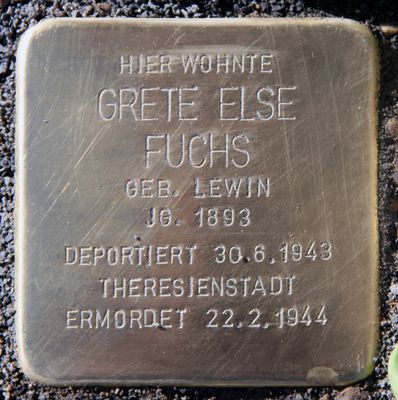 HIER WOHNTE
GRETE ELSE
FUCHS
GEB. LEWIN
JG. 1893
DEPORTIERT 30.6.1943
THERESIENSTADT
ERMORDET 22.2.1944